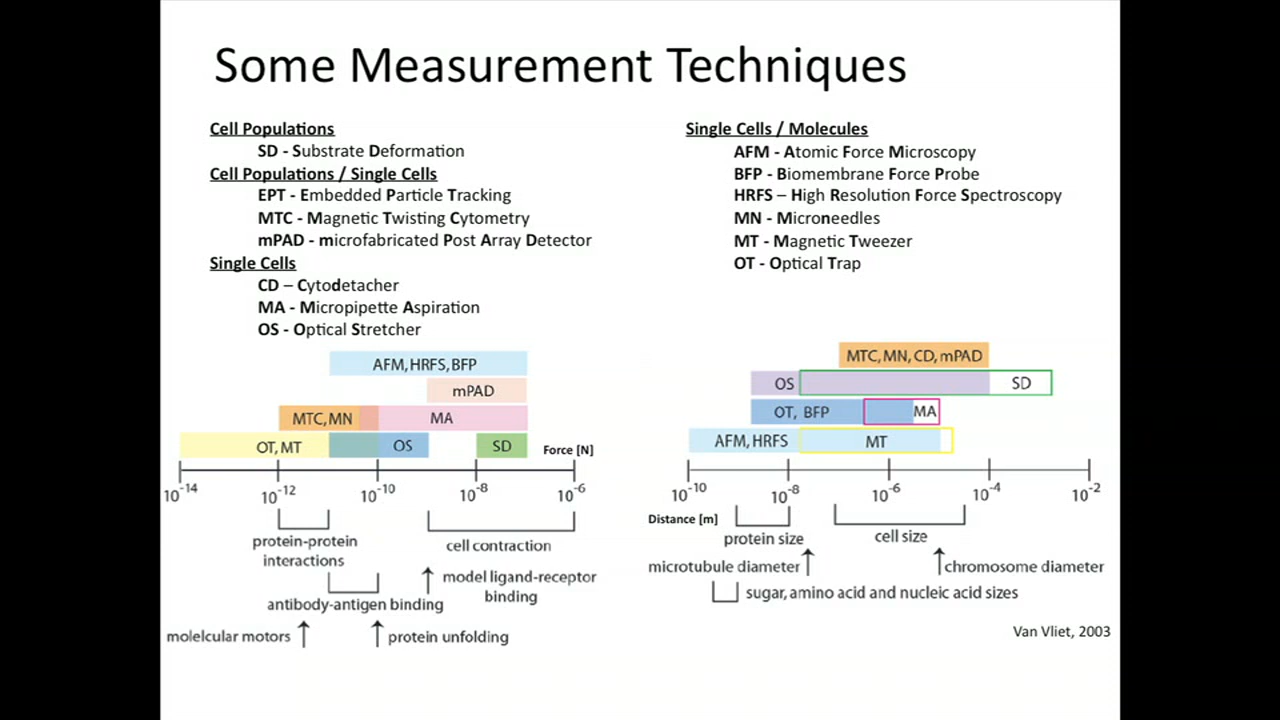 Some Measurement Techniques
Cell Populations
SD - Substrate Deformation
Cell Populations / Single Cells
EPT - Embedded Particle Tracking
MTC - Magnetic Twisting Cytometry
mPAD - microfabricated Post Array Detector
Single Cells
CD – Cytodetacher
MA - Micropipette Aspiration
OS - Optical Stretcher
Single Cells / Molecules
AFM - Atomic Force Microscopy
BFP - Biomembrane Force Probe
HRFS – High Resolution Force Spectroscopy
MN - Microneedles
MT - Magnetic Tweezer
OT - Optical Trap
AFM, HRFS, BFP
mPAD
MTC, MN MA
OT, MT OS SD Force [N]
10^-14 10^-12 10^-10 10^-8 10^-6
protein-protein
interactions
cell contraction
model ligand-receptor
binding
antibody-antigen binding
molelcular motors
protein unfolding
MTC, MN, CD, mPAD
OS SD
OT, BFP MA
AFM, HRFS MT
10^-10 10^-8 10^-6 10^-4 10^-2
Distance [m]
protein size
cell size
microtubule diameter
chromosome diameter
sugar, amino acid and nucleic acid sizes
Van Vliet, 2003